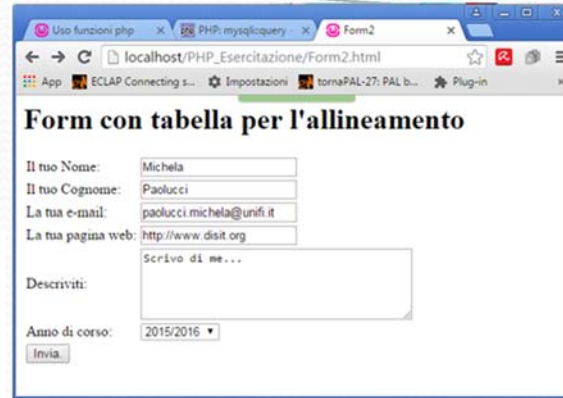 Uso funzioni php
PHP: mysqli::query -
Form2
localhost/PHP_Esercitazione/Form2.html
App
ECLAP Connecting s...
Impostazioni
tornaPAL-27: PAL b...
Plug-in
Form con tabella per l'allineamento
Il tuo Nome: Michela
Il tuo Cognome: Paolucci
La tua e-mail: paolucci.michela@unifi.it
La tua pagina web: http://www.disit.org
Scrivo di me...
Descriviti:
Anno di corso: 2015/2016
Invia.